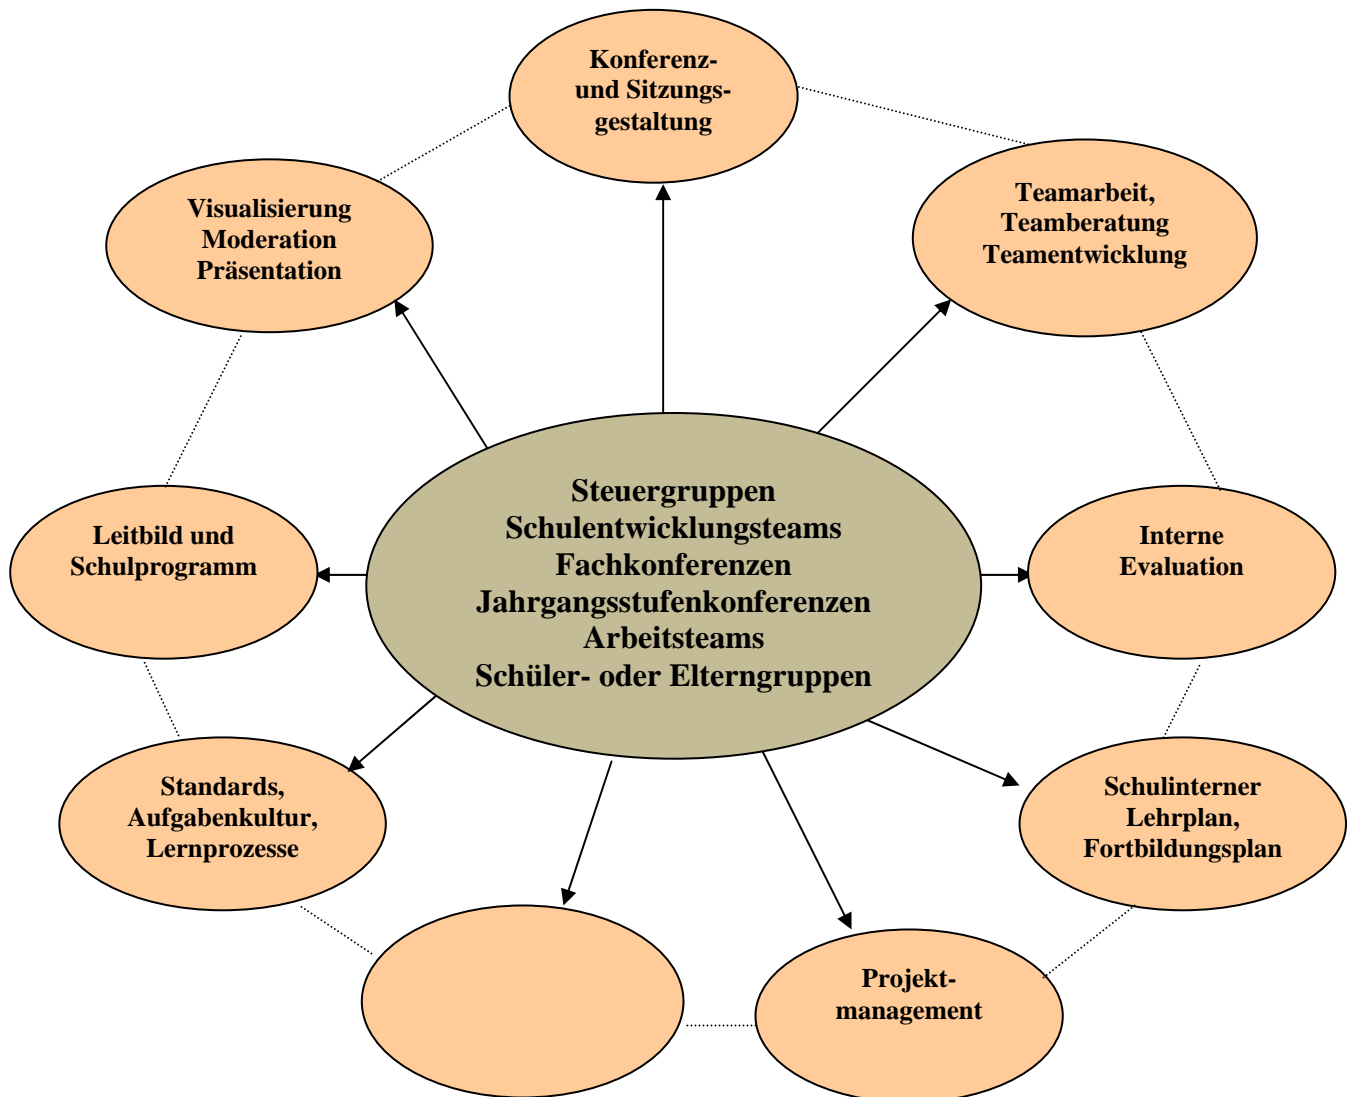 Konferenz-
und Sitzungs-
gestaltung
Visualisierung
Moderation
Präsentation
Teamarbeit,
Teamberatung
Teamentwicklung
Steuergruppen
Schulentwicklungsteams
Fachkonferenzen
Jahrgangsstufenkonferenzen
Arbeitsteams
Schüler- oder Elterngruppen
Leitbild und
Schulprogramm
Interne
Evaluation
Standards,
Aufgabenkultur,
Lernprozesse
Schulinterner
Lehrplan,
Fortbildungsplan
Projekt-
management